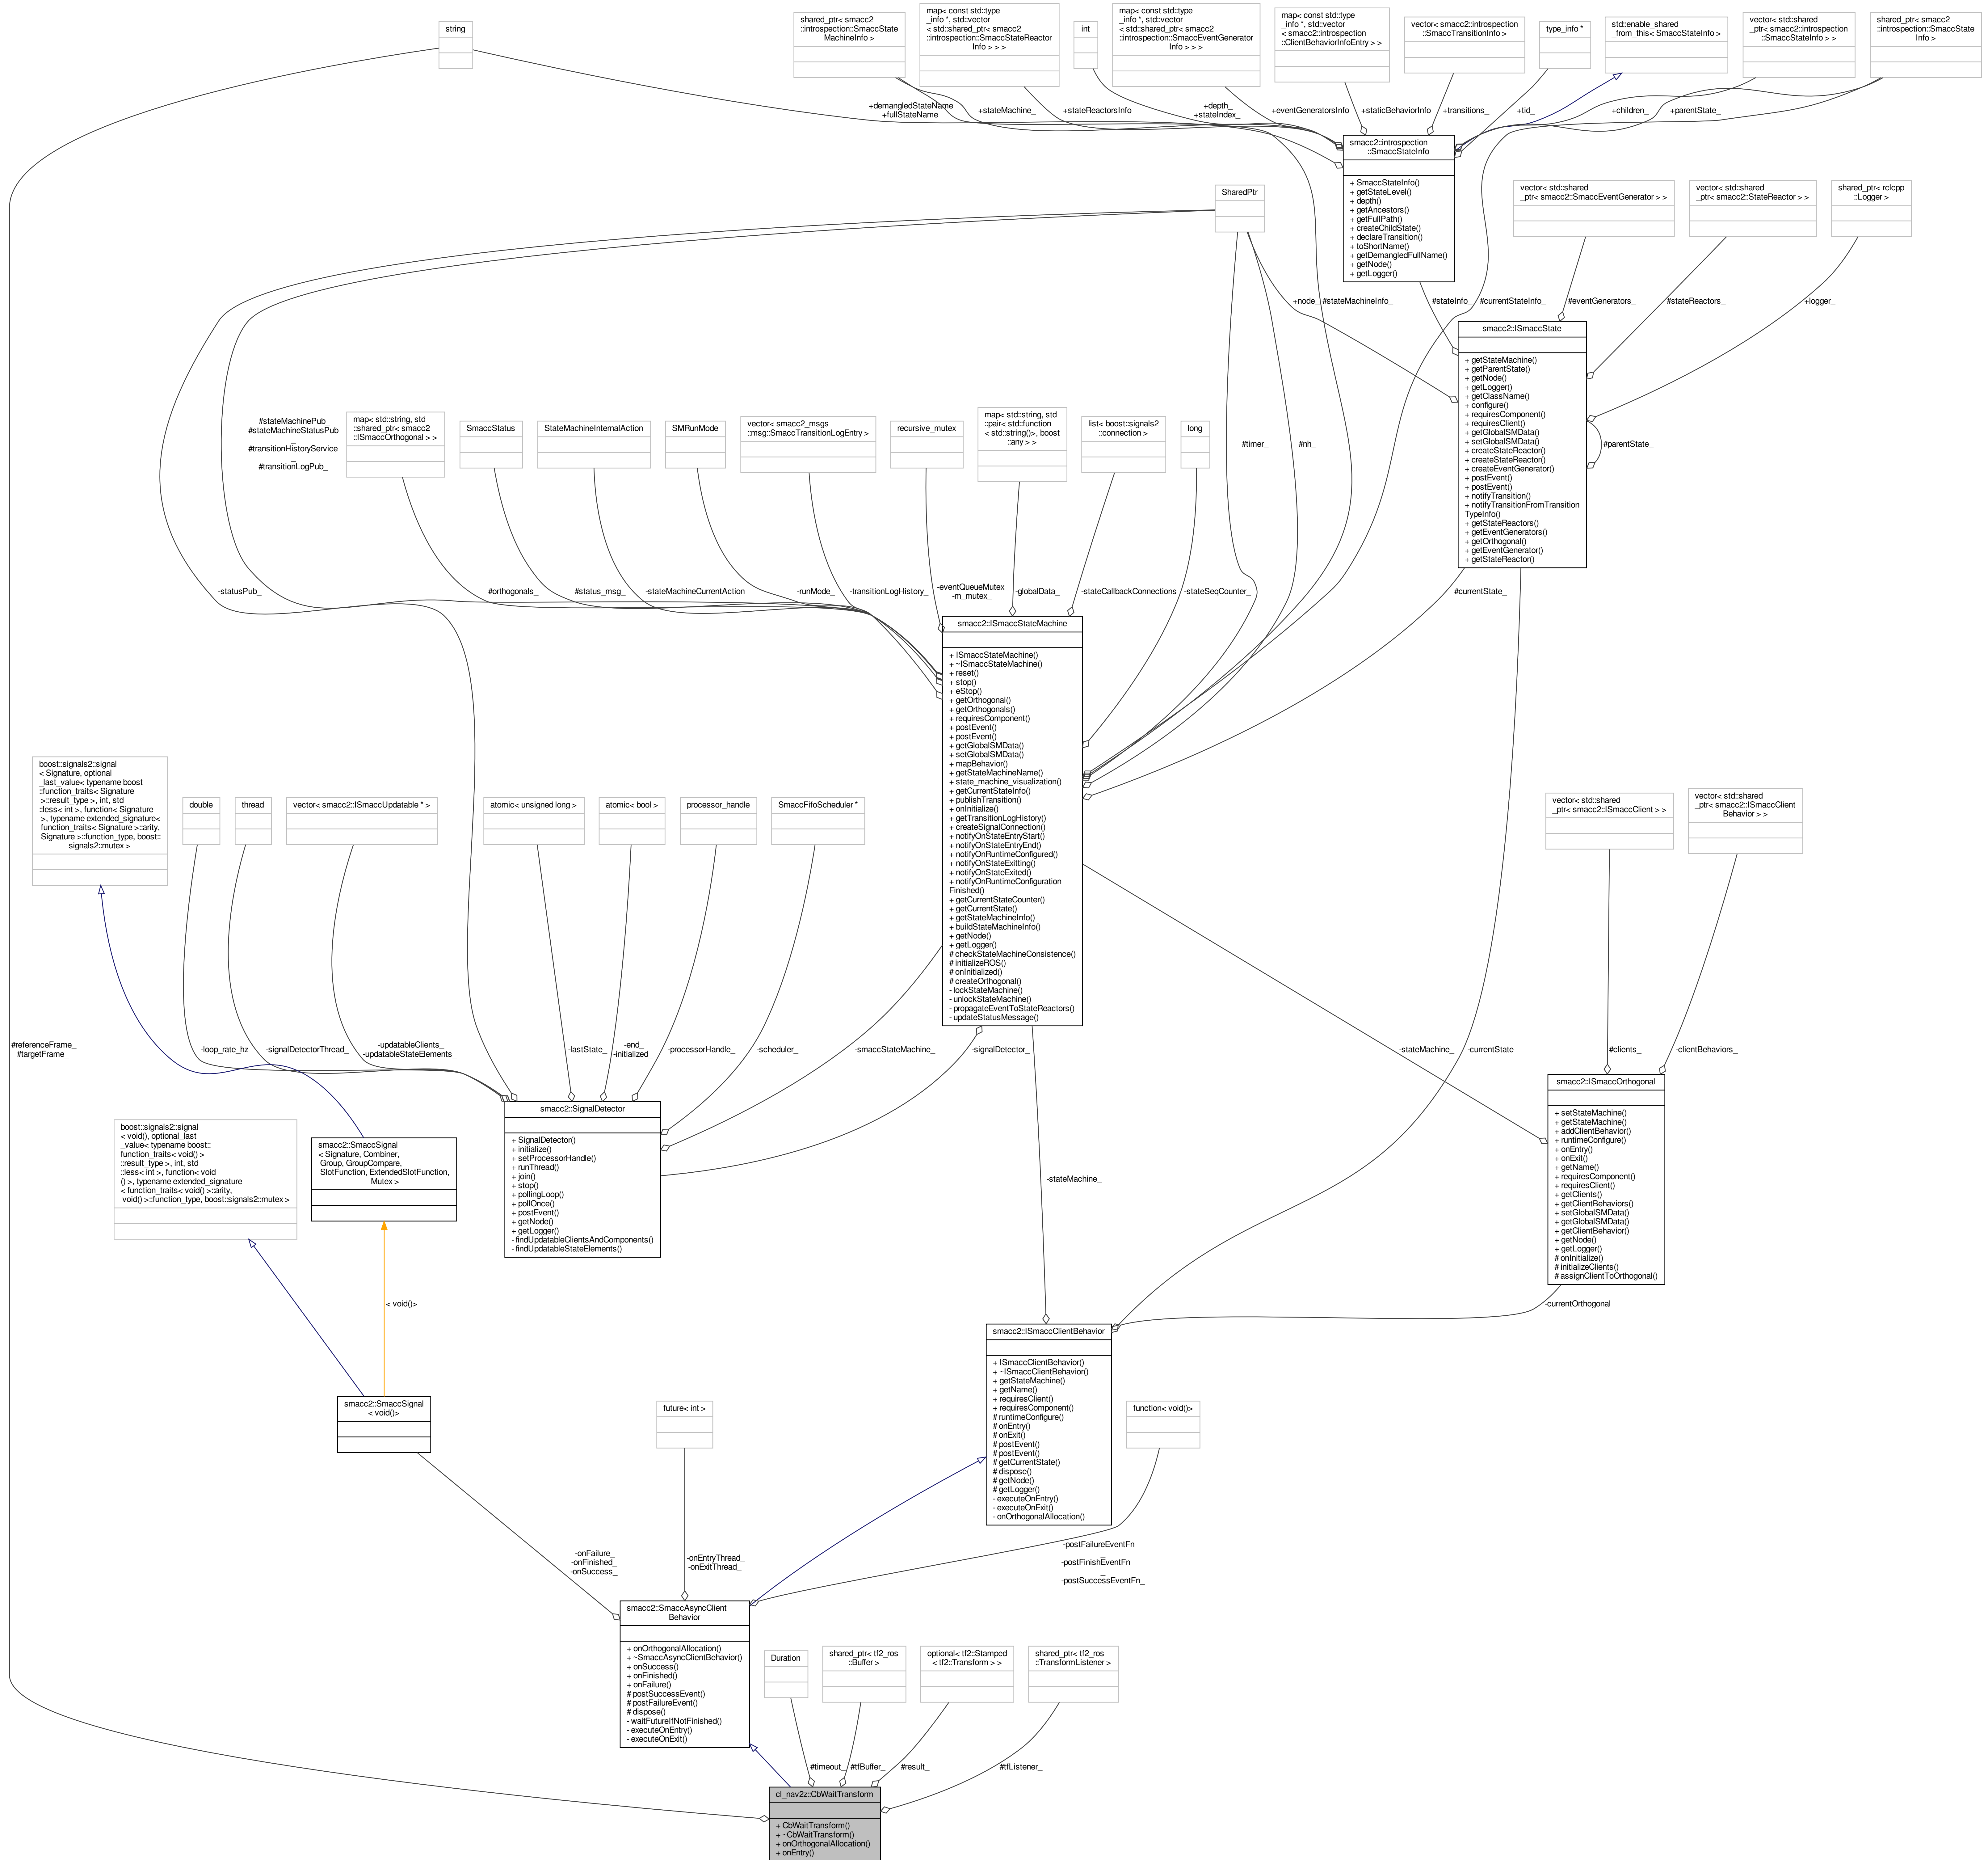 string
shared_ptr< smacc2
::introspection::SmaccState
MachineInfo >
map< const std::type
_info *, std::vector
< std::shared_ptr< smacc2
::introspection::SmaccStateReactor
Info > > >
int
map< const std::type
_info *, std::vector
< std::shared_ptr< smacc2
::introspection::SmaccEventGenerator
Info > > >
map< const std::type
_info *, std::vector
< smacc2::introspection
::ClientBehaviorInfoEntry > >
vector< smacc2::introspection
::SmaccTransitionInfo >
type_info *
std::enable_shared
_from_this< SmaccStateInfo >
vector< std::shared
_ptr< smacc2::introspection
::SmaccStateInfo > >
shared_ptr< smacc2
::introspection::SmaccState
Info >
+demangledStateName
+fullStateName
+stateMachine_
+stateReactorsInfo
+depth_
+stateIndex_
+eventGeneratorsInfo
+staticBehaviorInfo
+transitions_
+tid_
+children_
+parentState_
smacc2::introspection
::SmaccStateInfo
+ SmaccStateInfo()
+ getStateLevel()
+ depth()
+ getAncestors()
+ getFullPath()
+ createChildState()
+ declareTransition()
+ toShortName()
+ getDemangledFullName()
+ getNode()
+ getLogger()
SharedPtr
vector< std::shared
_ptr< smacc2::SmaccEventGenerator > >
vector< std::shared
_ptr< smacc2::StateReactor > >
shared_ptr< rclcpp
::Logger >
+node_
#stateMachineInfo_
#stateInfo_
#currentStateInfo_
#eventGenerators_
#stateReactors_
+logger_
smacc2::ISmaccState
+ getStateMachine()
+ getParentState()
+ getNode()
+ getLogger()
+ getClassName()
+ configure()
+ requiresComponent()
+ requiresClient()
+ getGlobalSMData()
+ setGlobalSMData()
+ createStateReactor()
+ createStateReactor()
+ createEventGenerator()
+ postEvent()
+ postEvent()
+ notifyTransition()
+ notifyTransitionFromTransition
TypeInfo()
+ getStateReactors()
+ getEventGenerators()
+ getOrthogonal()
+ getEventGenerator()
+ getStateReactor()
#parentState_
#stateMachinePub_
#stateMachineStatusPub
_
#transitionHistoryService
_
#transitionLogPub_
map< std::string, std
::shared_ptr< smacc2
::ISmaccOrthogonal > >
SmaccStatus
StateMachineInternalAction
SMRunMode
vector< smacc2_msgs
::msg::SmaccTransitionLogEntry >
recursive_mutex
map< std::string, std
::pair< std::function
< std::string()>, boost
::any > >
list< boost::signals2
::connection >
long
#timer_
#nh_
-statusPub_
#orthogonals_
#status_msg_
-stateMachineCurrentAction
-runMode_
-transitionLogHistory_
-eventQueueMutex_
-m_mutex_
-globalData_
-stateCallbackConnections
-stateSeqCounter_
#currentState_
smacc2::ISmaccStateMachine
+ ISmaccStateMachine()
+ ~ISmaccStateMachine()
+ reset()
+ stop()
+ eStop()
+ getOrthogonal()
+ getOrthogonals()
+ requiresComponent()
+ postEvent()
+ postEvent()
+ getGlobalSMData()
+ setGlobalSMData()
+ mapBehavior()
+ getStateMachineName()
+ state_machine_visualization()
+ getCurrentStateInfo()
+ publishTransition()
+ onInitialize()
+ getTransitionLogHistory()
+ createSignalConnection()
+ notifyOnStateEntryStart()
+ notifyOnStateEntryEnd()
+ notifyOnRuntimeConfigured()
+ notifyOnStateExitting()
+ notifyOnStateExited()
+ notifyOnRuntimeConfiguration
Finished()
+ getCurrentStateCounter()
+ getCurrentState()
+ getStateMachineInfo()
+ buildStateMachineInfo()
+ getNode()
+ getLogger()
# checkStateMachineConsistence()
# initializeROS()
# onInitialized()
# createOrthogonal()
- lockStateMachine()
- unlockStateMachine()
- propagateEventToStateReactors()
- updateStatusMessage()
boost::signals2::signal
< Signature, optional
_last_value< typename boost
::function_traits< Signature
>::result_type >, int, std
::less< int >, function< Signature
>, typename extended_signature<
function_traits< Signature >::arity,
Signature >::function_type, boost::
signals2::mutex >
double
thread
vector< smacc2::ISmaccUpdatable * >
atomic< unsigned long >
atomic< bool >
processor_handle
SmaccFifoScheduler *
vector< std::shared
_ptr< smacc2::ISmaccClient > >
vector< std::shared
_ptr< smacc2::ISmaccClient
Behavior > >
#referenceFrame_
#targetFrame_
-loop_rate_hz
-signalDetectorThread_
-updatableClients_
-updatableStateElements_
-lastState_
-end_
-initialized_
-processorHandle_
-scheduler_
-smaccStateMachine_
-signalDetector_
-stateMachine_
-currentState
#clients_
-clientBehaviors_
smacc2::SignalDetector
+ SignalDetector()
+ initialize()
+ setProcessorHandle()
+ runThread()
+ join()
+ stop()
+ pollingLoop()
+ pollOnce()
+ postEvent()
+ getNode()
+ getLogger()
- findUpdatableClientsAndComponents()
- findUpdatableStateElements()
smacc2::ISmaccOrthogonal
+ setStateMachine()
+ getStateMachine()
+ addClientBehavior()
+ runtimeConfigure()
+ onEntry()
+ onExit()
+ getName()
+ requiresComponent()
+ requiresClient()
+ getClients()
+ getClientBehaviors()
+ setGlobalSMData()
+ getGlobalSMData()
+ getClientBehavior()
+ getNode()
+ getLogger()
# onInitialize()
# initializeClients()
# assignClientToOrthogonal()
boost::signals2::signal
< void(), optional_last
_value< typename boost::
function_traits< void() >
::result_type >, int, std
::less< int >, function< void
() >, typename extended_signature
< function_traits< void() >::arity,
void() >::function_type, boost::signals2::mutex >
smacc2::SmaccSignal
< Signature, Combiner,
Group, GroupCompare,
SlotFunction, ExtendedSlotFunction,
Mutex >
-stateMachine_
< void()>
-currentOrthogonal
smacc2::ISmaccClientBehavior
+ ISmaccClientBehavior()
+ ~ISmaccClientBehavior()
+ getStateMachine()
+ getName()
+ requiresClient()
+ requiresComponent()
# runtimeConfigure()
# onEntry()
# onExit()
# postEvent()
# postEvent()
# getCurrentState()
# dispose()
# getNode()
# getLogger()
- executeOnEntry()
- executeOnExit()
- onOrthogonalAllocation()
smacc2::SmaccSignal
< void()>
future< int >
function< void()>
-onFailure_
-onFinished_
-onSuccess_
-onEntryThread_
-onExitThread_
-postFailureEventFn
_
-postFinishEventFn
_
-postSuccessEventFn_
smacc2::SmaccAsyncClient
Behavior
+ onOrthogonalAllocation()
+ ~SmaccAsyncClientBehavior()
+ onSuccess()
+ onFinished()
+ onFailure()
# postSuccessEvent()
# postFailureEvent()
# dispose()
- waitFutureIfNotFinished()
- executeOnEntry()
- executeOnExit()
Duration
shared_ptr< tf2_ros
::Buffer >
optional< tf2::Stamped
< tf2::Transform > >
shared_ptr< tf2_ros
::TransformListener >
#timeout_
#tfBuffer_
#result_
#tfListener_
cl_nav2z::CbWaitTransform
+ CbWaitTransform()
+ ~CbWaitTransform()
+ onOrthogonalAllocation()
+ onEntry()